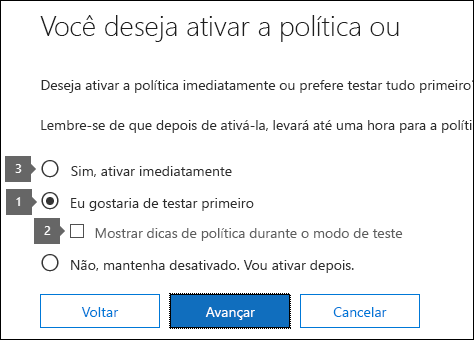 Você deseja ativar a política ou
Deseja ativar a política imediatamente ou prefere testar tudo primeiro?
Lembre-se de que depois de ativá-la, levará até uma hora para a políti
3 Sim, ativar imediatamente
1 Eu gostaria de testar primeiro
2 Mostrar dicas de política durante o modo de teste
Não, mantenha desativado. Vou ativar depois.
Voltar Avançar Cancelar